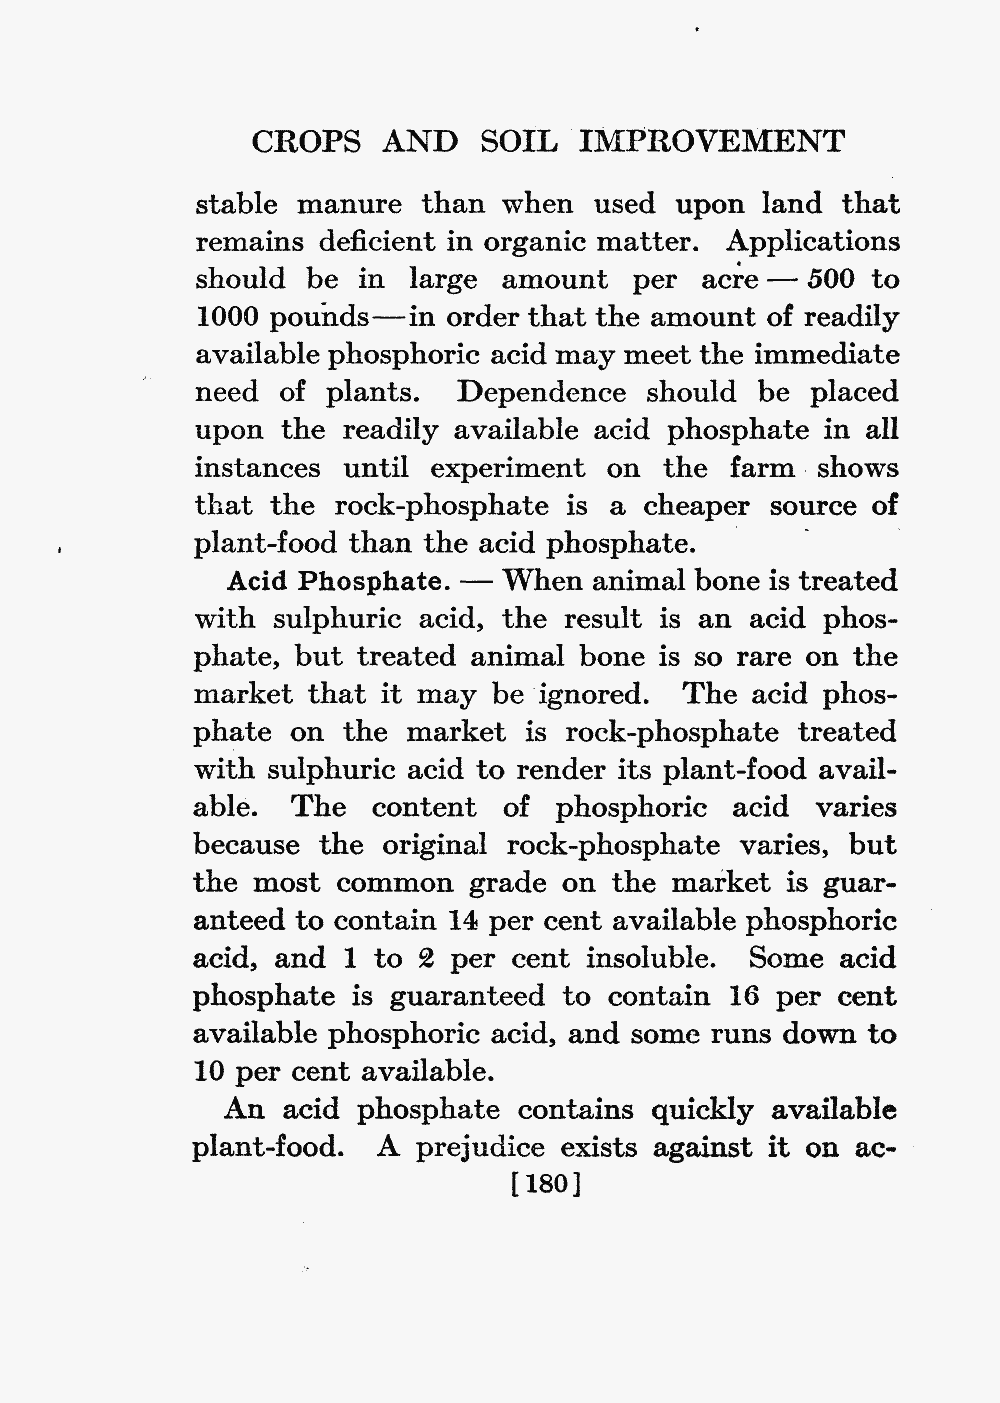 CROPS AND SOIL IMPROVEMENT
stable manure than when used upon land that
remains deficient in organic matter. Applications
should be in large amount per acre — 500 to
1000 pounds—in order that the amount of readily
available phosphoric acid may meet the immediate
need of plants. Dependence should be placed
upon the readily available acid phosphate in all
instances until experiment on the farm shows
that the rock-phosphate is a cheaper source of
plant-food than the acid phosphate.
Acid Phosphate. — When animal bone is treated
with sulphuric acid, the result is an acid phos-
phate, but treated animal bone is so rare on the
market that it may be ignored. The acid phos-
phate on the market is rock-phosphate treated
with sulphuric acid to render its plant-food avail-
able. The content of phosphoric acid varies
because the original rock-phosphate varies, but
the most common grade on the market is guar-
anteed to contain 14 per cent available phosphoric
acid, and 1 to 2 per cent insoluble. Some acid
phosphate is guaranteed to contain 16 per cent
available phosphoric acid, and some runs down to
10 per cent available.
An acid phosphate contains quickly available
plant-food. A prejudice exists against it on ac-
[180]